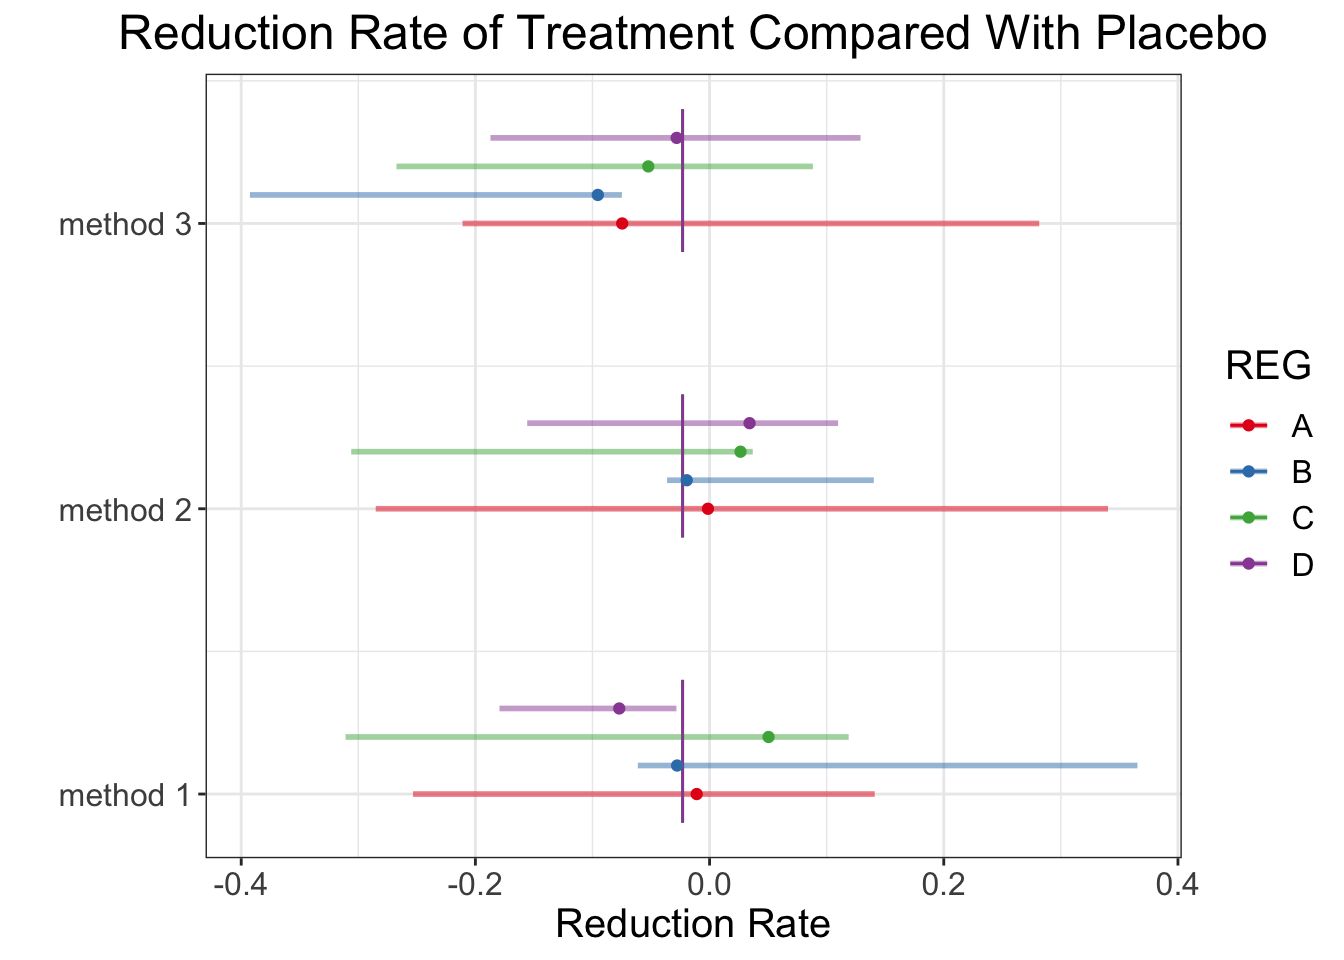 Reduction Rate of Treatment Compared With Placebo
method 3
method 2
method 1
-0.4 -0.2 0.0 0.2 0.4
Reduction Rate
REG
A
B
C
D